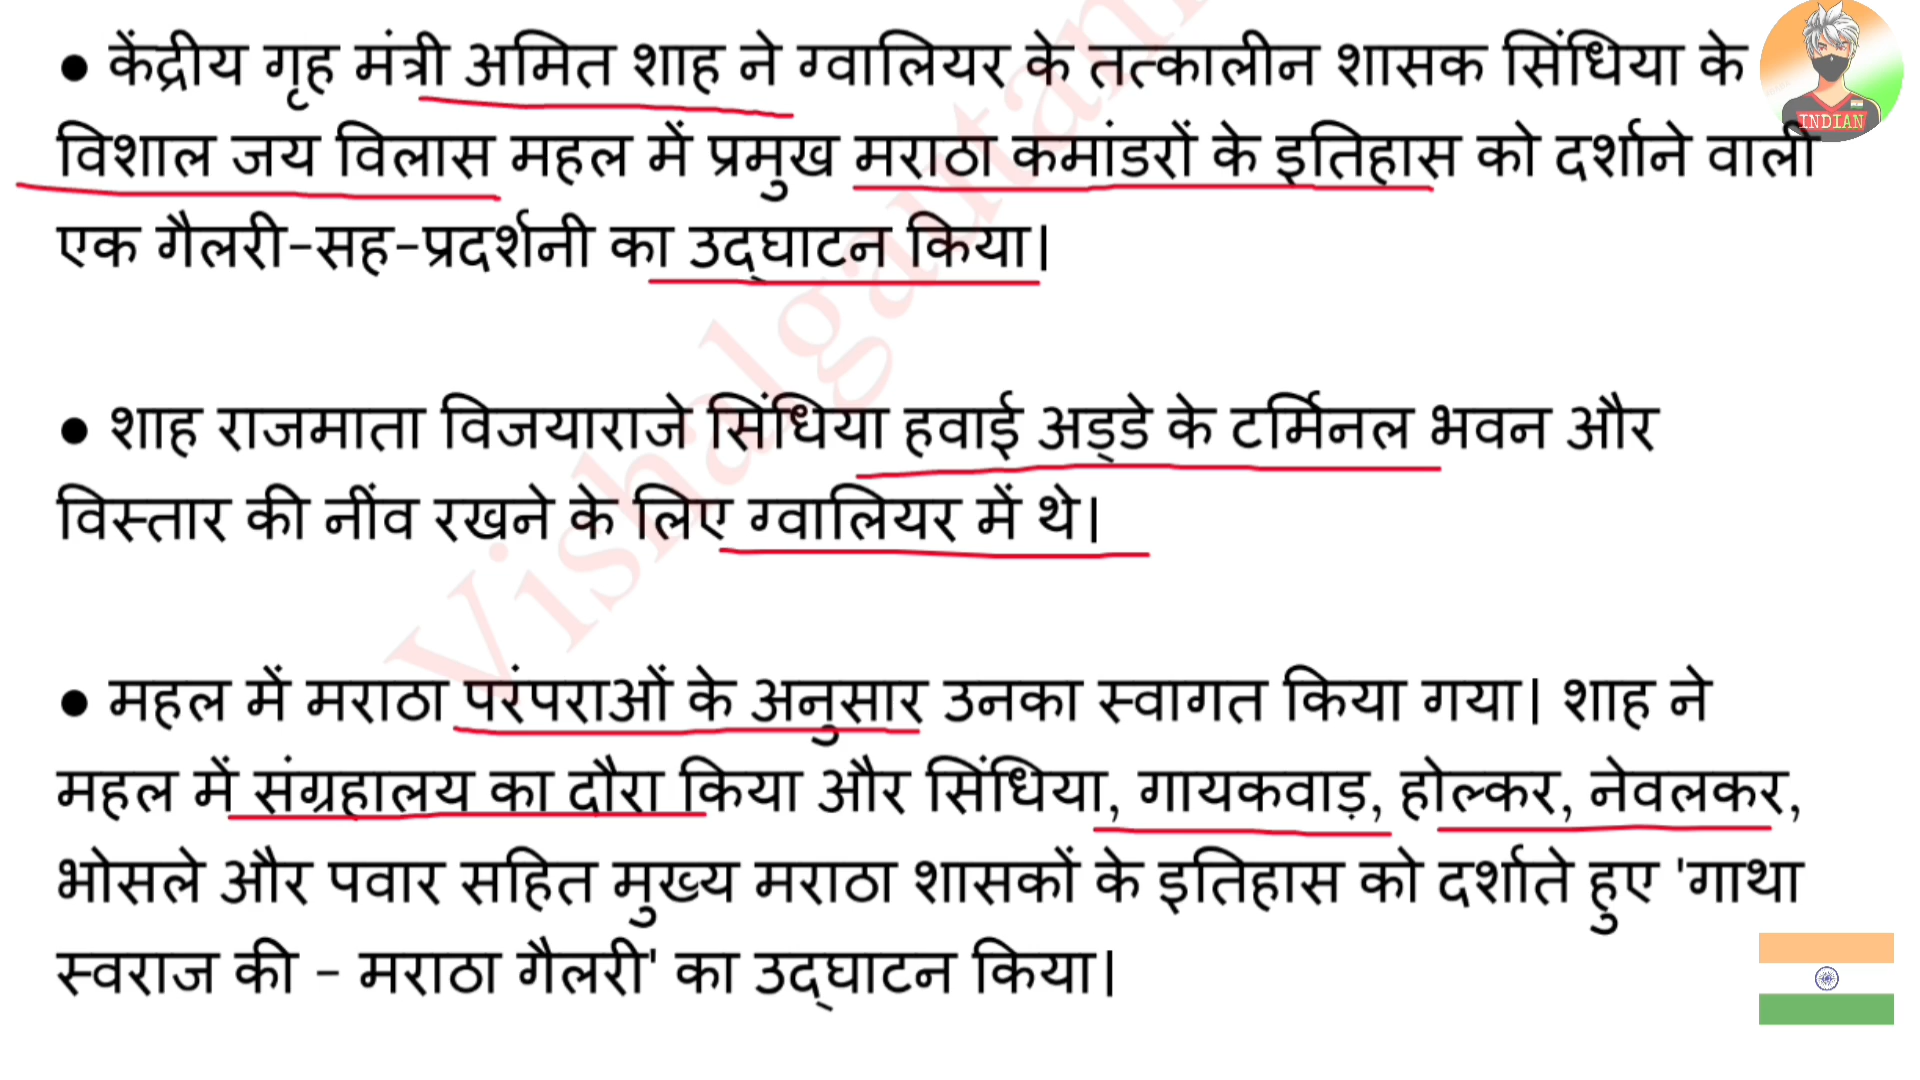 ● केंद्रीय गृह मंत्री अमित शाह ने ग्वालियर के तत्कालीन शासक सिंधिया के
विशाल जय विलास महल में प्रमुख मराठा कमांडरों के इतिहास को दर्शाने वाली
एक गैलरी-सह-प्रदर्शनी का उद्घाटन किया।
● शाह राजमाता विजयाराजे सिंधिया हवाई अड्डे के टर्मिनल भवन और
विस्तार की नींव रखने के लिए ग्वालियर में थे।
● महल में मराठा परंपराओं के अनुसार उनका स्वागत किया गया। शाह ने
महल में संग्रहालय का दौरा किया और सिंधिया, गायकवाड़, होल्कर, नेवलकर,
भोसले और पवार सहित मुख्य मराठा शासकों के इतिहास को दर्शाते हुए 'गाथा
स्वराज की - मराठा गैलरी' का उद्घाटन किया।
INDIAN
Vishalgautam